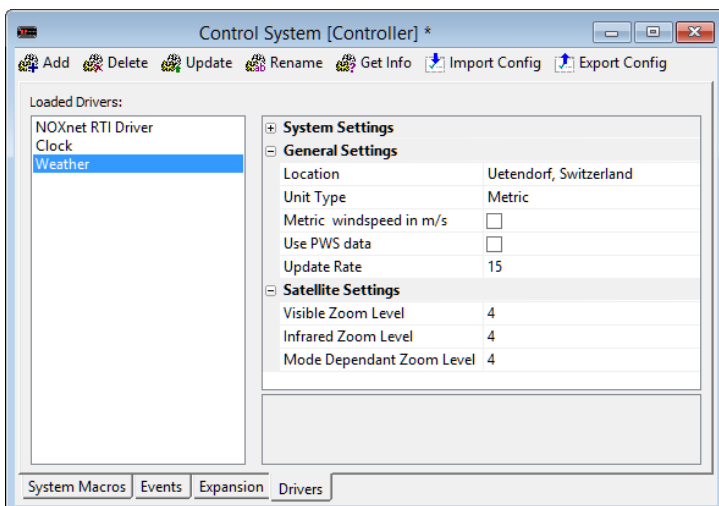 Control System [Controller] *
Add Delete Update Rename Get Info Import Config Export Config
Loaded Drivers:
NOXnet RTI Driver
Clock
Weather
System Settings
General Settings
Location Uetendorf, Switzerland
Unit Type Metric
Metric windspeed in m/s
Use PWS data
Update Rate 15
Satellite Settings
Visible Zoom Level 4
Infrared Zoom Level 4
Mode Dependant Zoom Level 4
System Macros Events Expansion Drivers